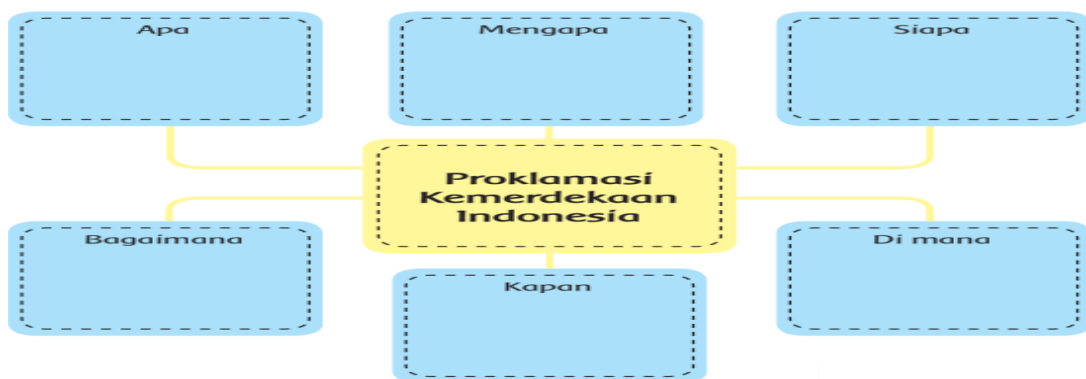 Apa
Mengapa
Siapa
Proklamasi
Kemerdekaan
Indonesia
Bagaimana
Kapan
Di mana